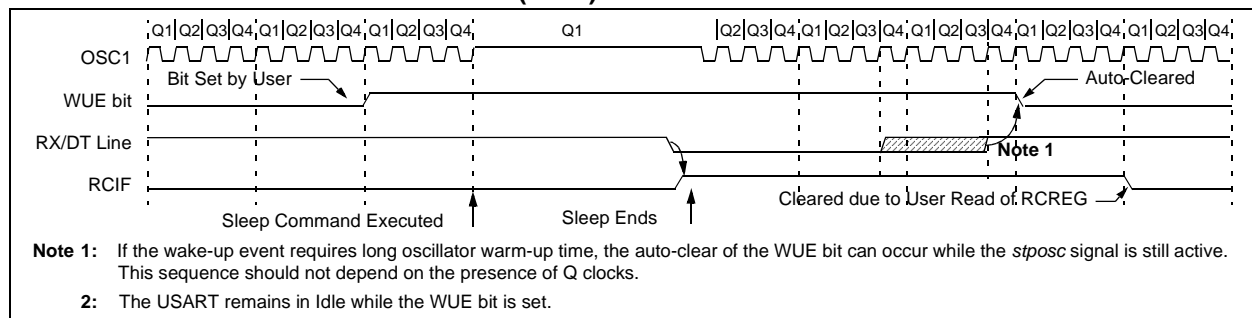 Q1 Q2 Q3 Q4 Q1 Q2 Q3 Q4 Q1 Q2 Q3 Q4 Q1 Q2 Q3 Q4 Q1 Q2 Q3 Q4 Q1 Q2 Q3 Q4 Q1 Q2 Q3 Q4
OSC1
Bit Set by User
Auto-Cleared
WUE bit
RX/DT Line
Note 1
RCIF
Cleared due to User Read of RCREG
Sleep Command Executed
Sleep Ends
Note 1: If the wake-up event requires long oscillator warm-up time, the auto-clear of the WUE bit can occur while the stposc signal is still active.
This sequence should not depend on the presence of Q clocks.
2: The USART remains in Idle while the WUE bit is set.